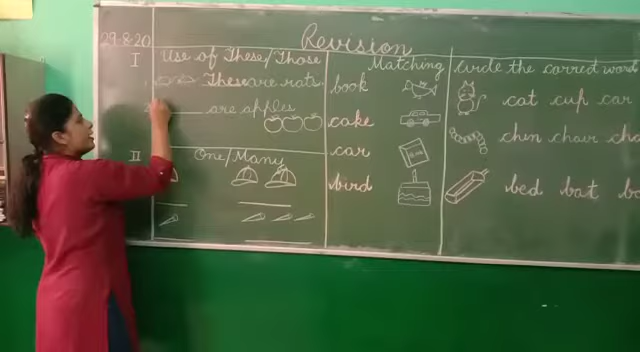 29-8-20
Revision
I
Use of These/Those
These are rats.
are apples
II
One/Many
Matching
book
cake
car
bird
Circle the correct word
cat cup car
chin chair cha
bed bat